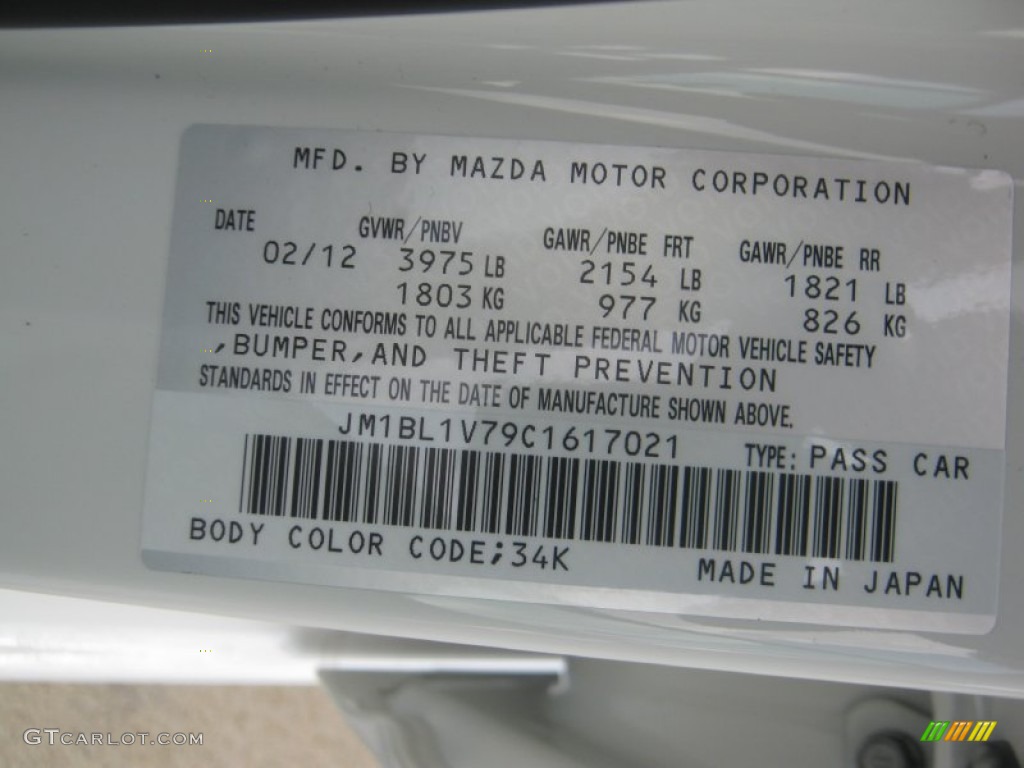 MFD. BY MAZDA MOTOR CORPORATION
DATE GVWR/PNBV GAWR/PNBE FRT GAWR/PNBE RR
02/12 3975 LB 2154 LB 1821 LB
1803 KG 977 KG 826 KG
THIS VEHICLE CONFORMS TO ALL APPLICABLE FEDERAL MOTOR VEHICLE SAFETY
,BUMPER,AND THEFT PREVENTION
STANDARDS IN EFFECT ON THE DATE OF MANUFACTURE SHOWN ABOVE.
JM1BL1V79C1617021 TYPE: PASS CAR
BODY COLOR CODE;34K MADE IN JAPAN
GTCARLOT.COM